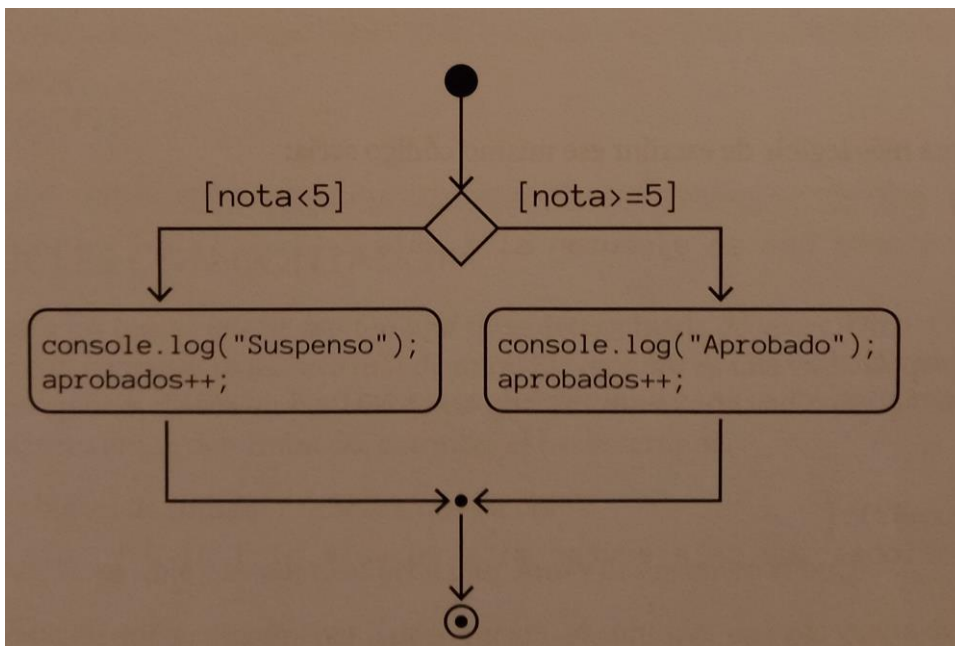 [nota<5]
[nota>=5]
console.log("Suspenso");
aprobados++;
console.log("Aprobado");
aprobados++;